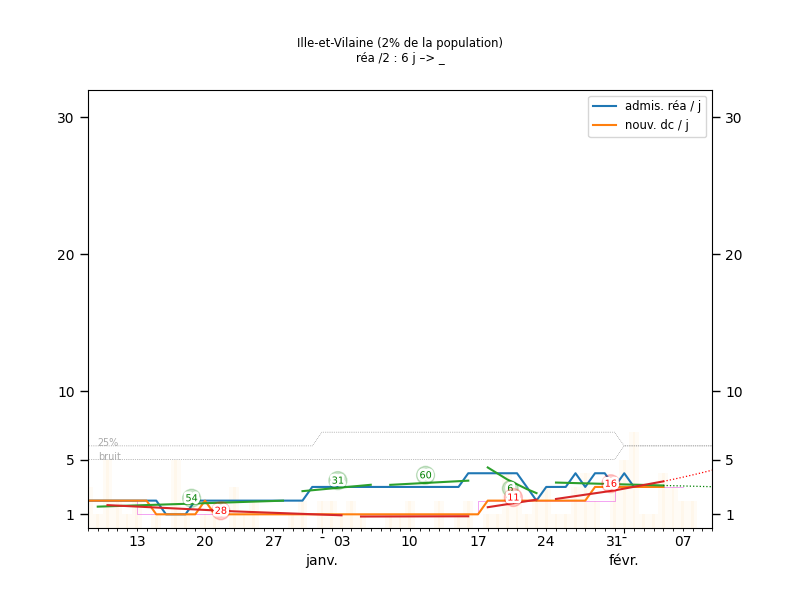 Ille-et-Vilaine (2% de la population)
réa /2 : 6 j –> _
admis. réa / j
nouv. dc / j
30 30
20 20
10 10
25%
bruit
5 5
1 1
54 28 31 60 6 11 16
13 20 27 - 03 10 17 24 31 - 07
janv. févr.